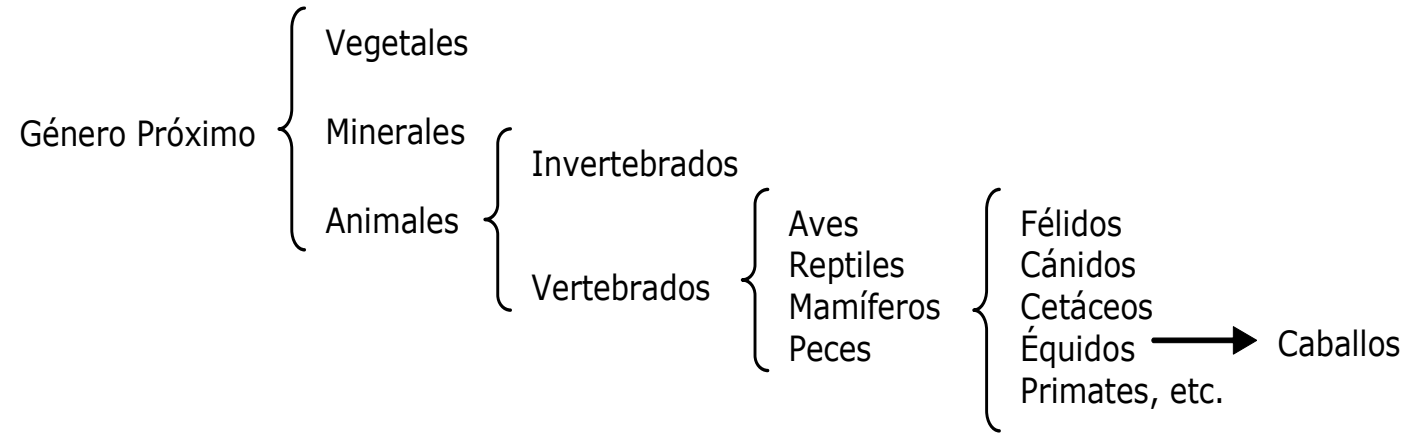 Género Próximo
Vegetales
Minerales
Animales
Invertebrados
Vertebrados
Aves
Reptiles
Mamíferos
Peces
Félidos
Cánidos
Cetáceos
Équidos
Primates, etc.
Caballos